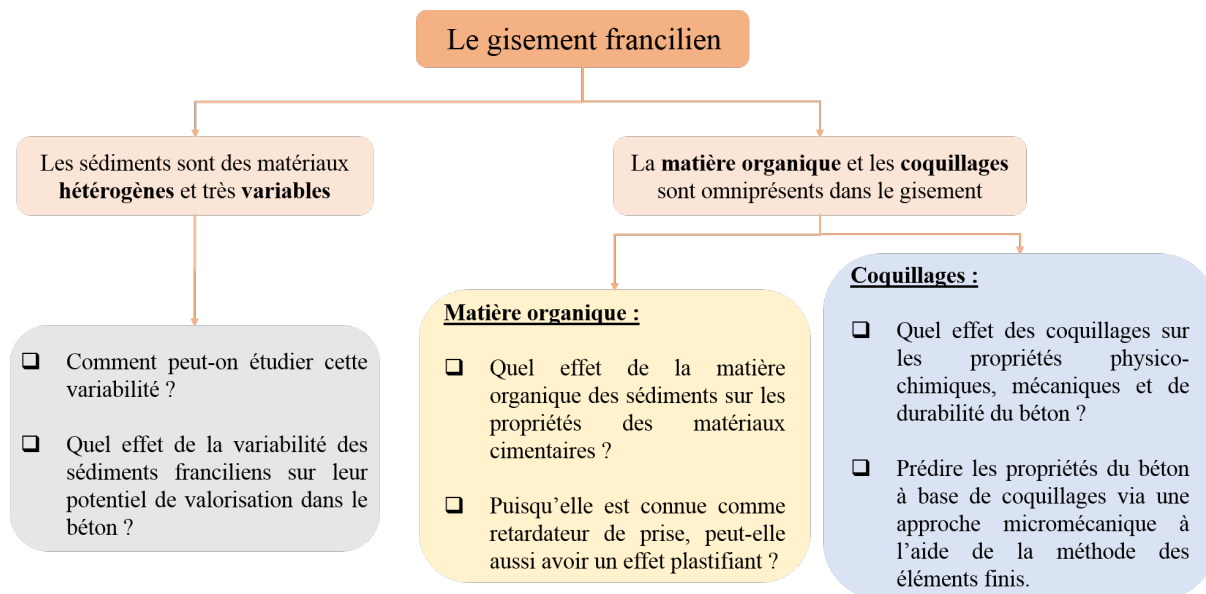 Le gisement francilien
Les sédiments sont des matériaux
hétérogènes et très variables
La matière organique et les coquillages
sont omniprésents dans le gisement
❑ Comment peut-on étudier cette
variabilité ?
❑ Quel effet de la variabilité des
sédiments franciliens sur leur
potentiel de valorisation dans le
béton ?
Matière organique :
❑ Quel effet de la matière
organique des sédiments sur les
propriétés des matériaux
cimentaires ?
❑ Puisqu’elle est connue comme
retardateur de prise, peut-elle
aussi avoir un effet plastifiant ?
Coquillages :
❑ Quel effet des coquillages sur
les propriétés physico-
chimiques, mécaniques et de
durabilité du béton ?
❑ Prédire les propriétés du béton
à base de coquillages via une
approche micromécanique à
l’aide de la méthode des
éléments finis.